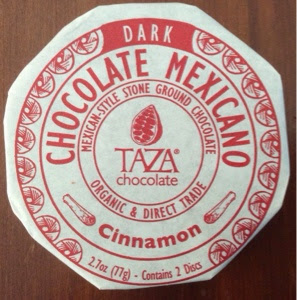 DARK
CHOCOLATE MEXICANO
MEXICAN-STYLE STONE GROUND CHOCOLATE
TAZA®
chocolate
ORGANIC & DIRECT TRADE
Cinnamon
2.7oz (77g) - Contains 2 Discs